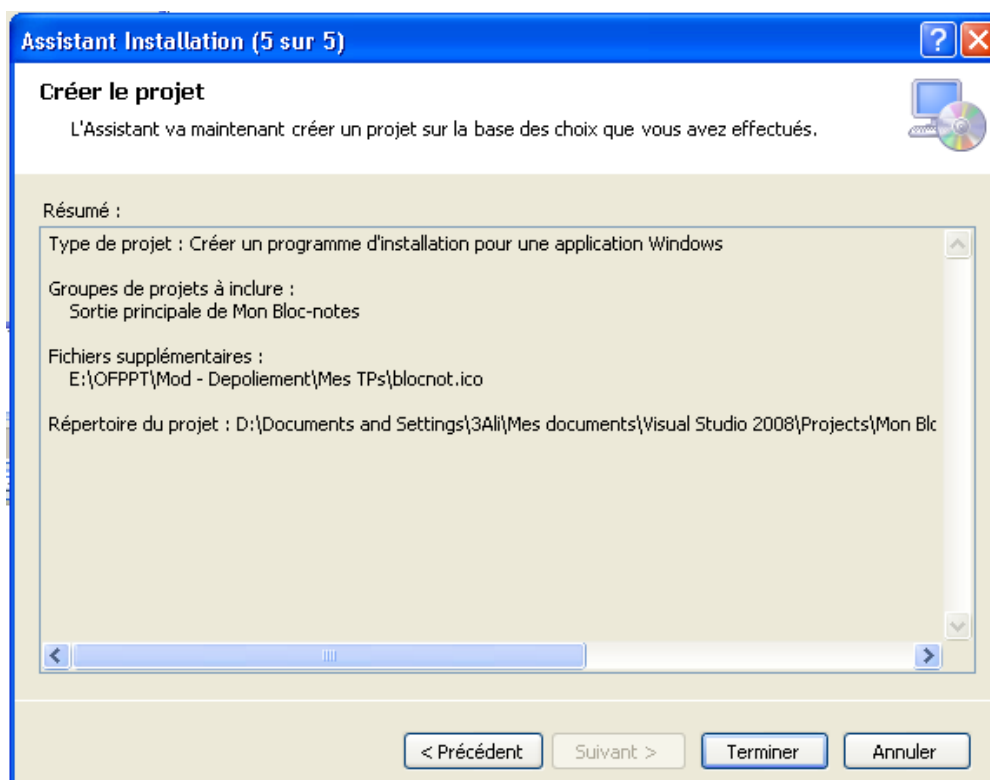 Assistant Installation (5 sur 5)
Créer le projet
L'Assistant va maintenant créer un projet sur la base des choix que vous avez effectués.
Résumé :
Type de projet : Créer un programme d'installation pour une application Windows
Groupes de projets à inclure :
Sortie principale de Mon Bloc-notes
Fichiers supplémentaires :
E:\OFPPT\Mod - Depoliement\Mes TPs\blocnot.ico
Répertoire du projet : D:\Documents and Settings\3Ali\Mes documents\Visual Studio 2008\Projects\Mon Blc
< Précédent Suivant > Terminer Annuler